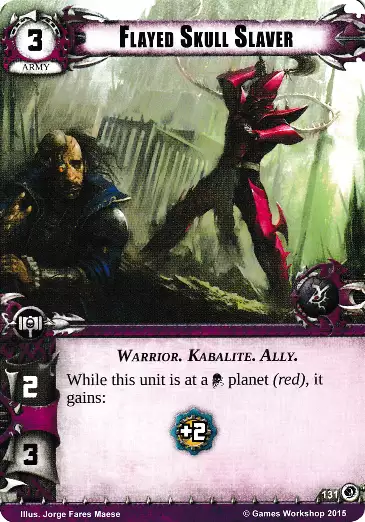 3
FLAYED SKULL SLAVER
ARMY
WARRIOR. KABALITE. ALLY.
2
While this unit is at a planet (red), it
gains:
+2
3
131
Illus. Jorge Fares Maese
© Games Workshop 2015